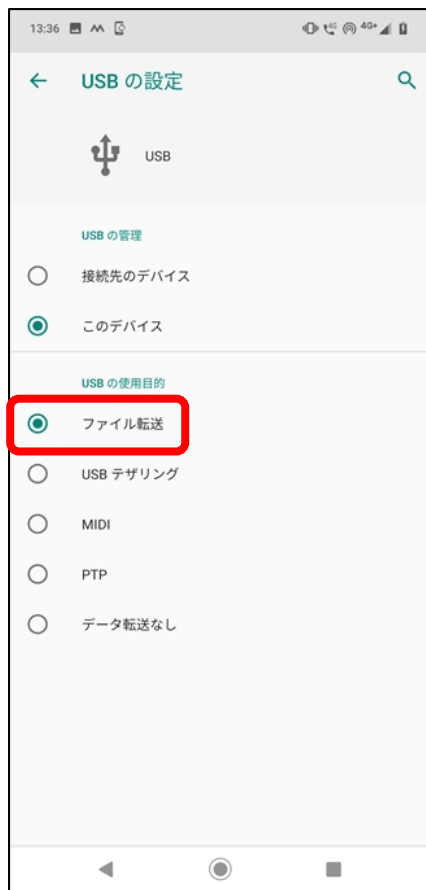 13:36
4G 4G+
USB の設定
USB
USB の管理
接続先のデバイス
このデバイス
USB の使用目的
ファイル転送
USB テザリング
MIDI
PTP
データ転送なし